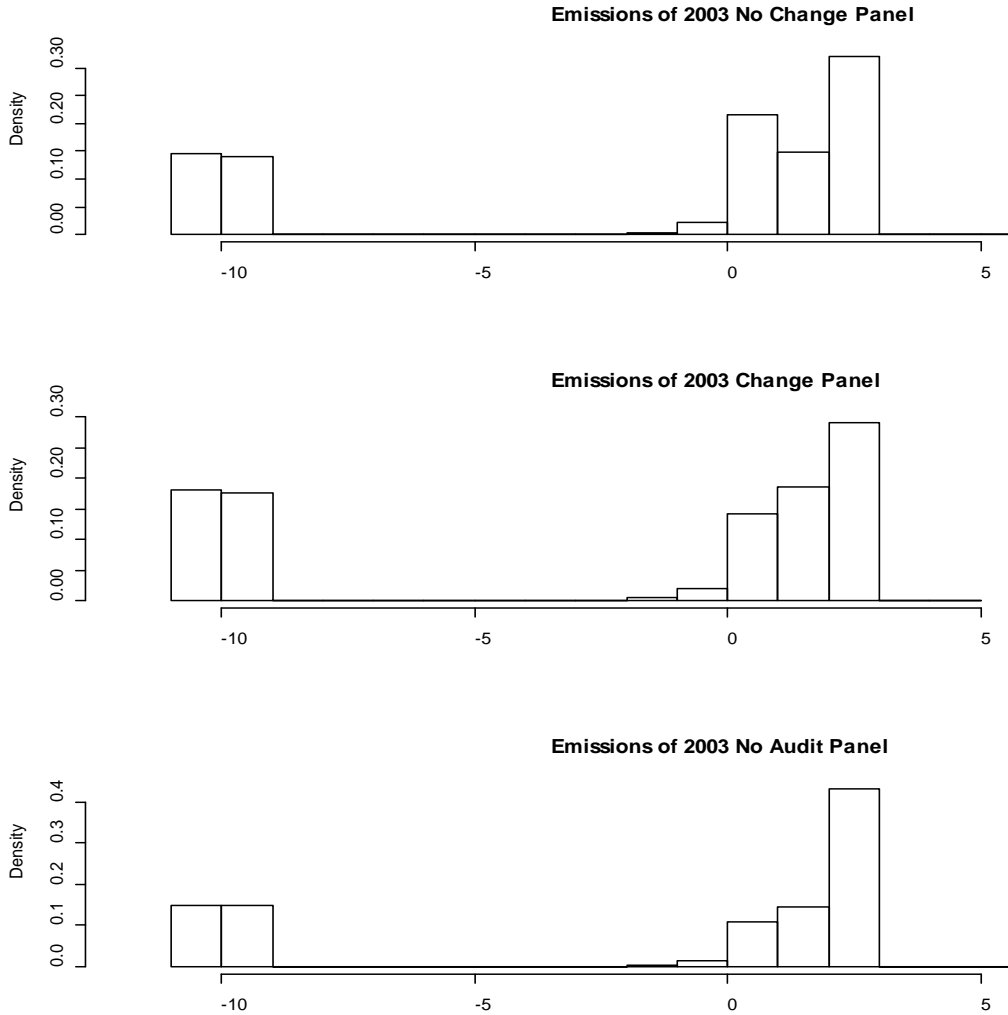 Emissions of 2003 No Change Panel
Density
0.30
0.20
0.10
0.00
-10 -5 0 5
Emissions of 2003 Change Panel
Density
0.30
0.20
0.10
0.00
-10 -5 0 5
Emissions of 2003 No Audit Panel
Density
0.4
0.3
0.2
0.1
0.0
-10 -5 0 5